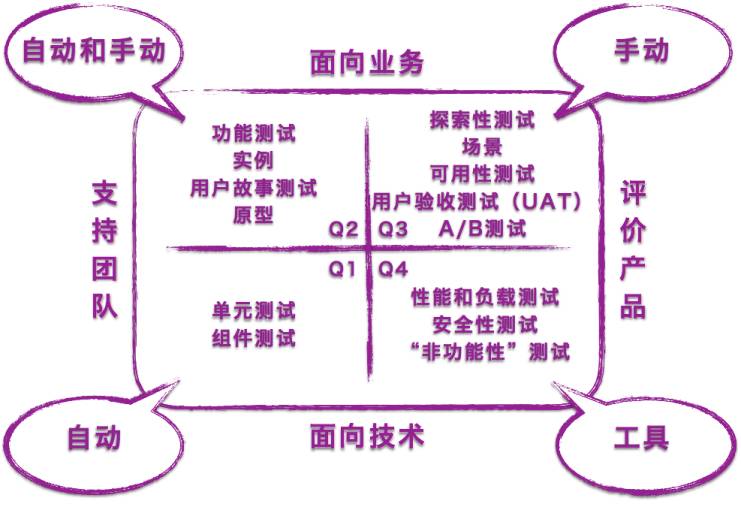 自动和手动
面向业务
手动
功能测试
实例
用户故事测试
原型
探索性测试
场景
可用性测试
用户验收测试（UAT）
A/B测试
Q2
Q3
支持团队
评价产品
Q1
Q4
单元测试
组件测试
性能和负载测试
安全性测试
“非功能性”测试
自动
面向技术
工具